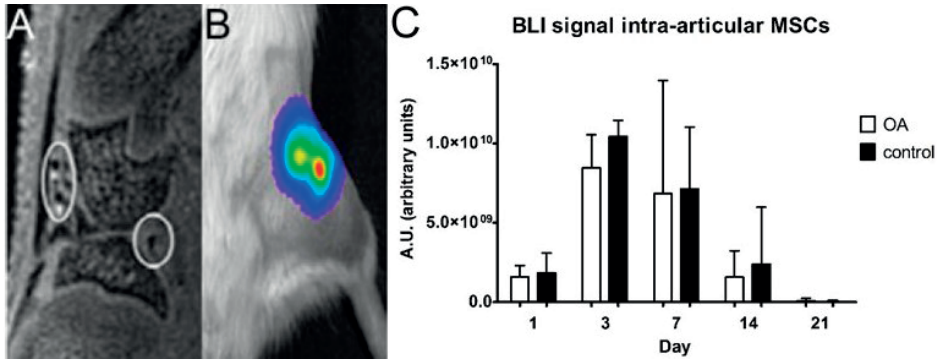 A
B
C
BLI signal intra-articular MSCs
A.U. (arbitrary units)
1.5×10¹⁰
1.0×10¹⁰
5.0×10⁰⁹
0.0
1 3 7 14 21
Day
OA
control